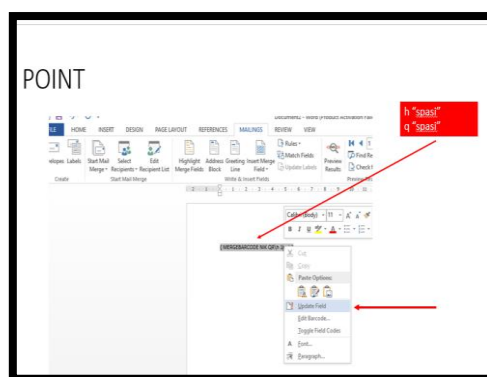 POINT
h "spasi"
q "spasi"
FILE HOME INSERT DESIGN PAGE LAYOUT REFERENCES MAILINGS REVIEW VIEW
Labels
Start Mail Merge
Select Recipients
Edit Recipient List
Highlight Merge Fields
Address Block
Greeting Line
Insert Merge Field
Rules
Match Fields
Update Labels
Preview Results
Create
Start Mail Merge
Write & Insert Fields
Calibri (Body) 11
Cut
Copy
Paste Options:
Update Field
Edit Barcode...
Toggle Field Codes
Font...
Paragraph...